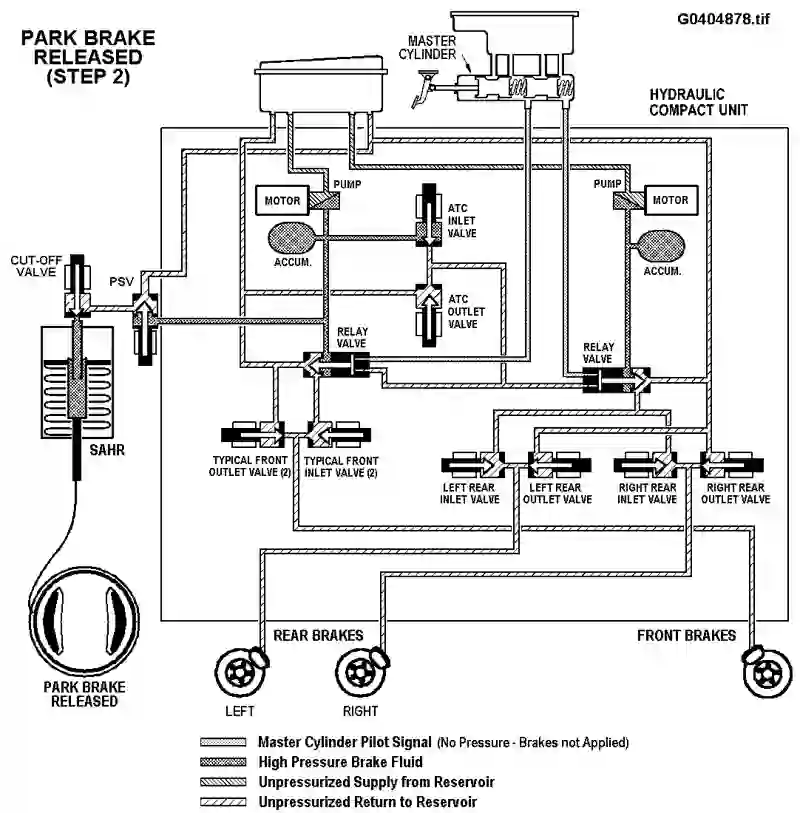 G0404878.tif
PARK BRAKE
RELEASED
(STEP 2)
MASTER
CYLINDER
HYDRAULIC
COMPACT UNIT
MOTOR
PUMP
ATC
INLET
VALVE
PUMP
MOTOR
ACCUM.
ACCUM.
CUT-OFF
VALVE
PSV
ATC
OUTLET
VALVE
RELAY
VALVE
RELAY
VALVE
SAHR
TYPICAL FRONT
OUTLET VALVE (2)
TYPICAL FRONT
INLET VALVE (2)
LEFT REAR
INLET VALVE
LEFT REAR
OUTLET VALVE
RIGHT REAR
INLET VALVE
RIGHT REAR
OUTLET VALVE
REAR BRAKES
FRONT BRAKES
PARK BRAKE
RELEASED
LEFT
RIGHT
Master Cylinder Pilot Signal (No Pressure - Brakes not Applied)
High Pressure Brake Fluid
Unpressurized Supply from Reservoir
Unpressurized Return to Reservoir